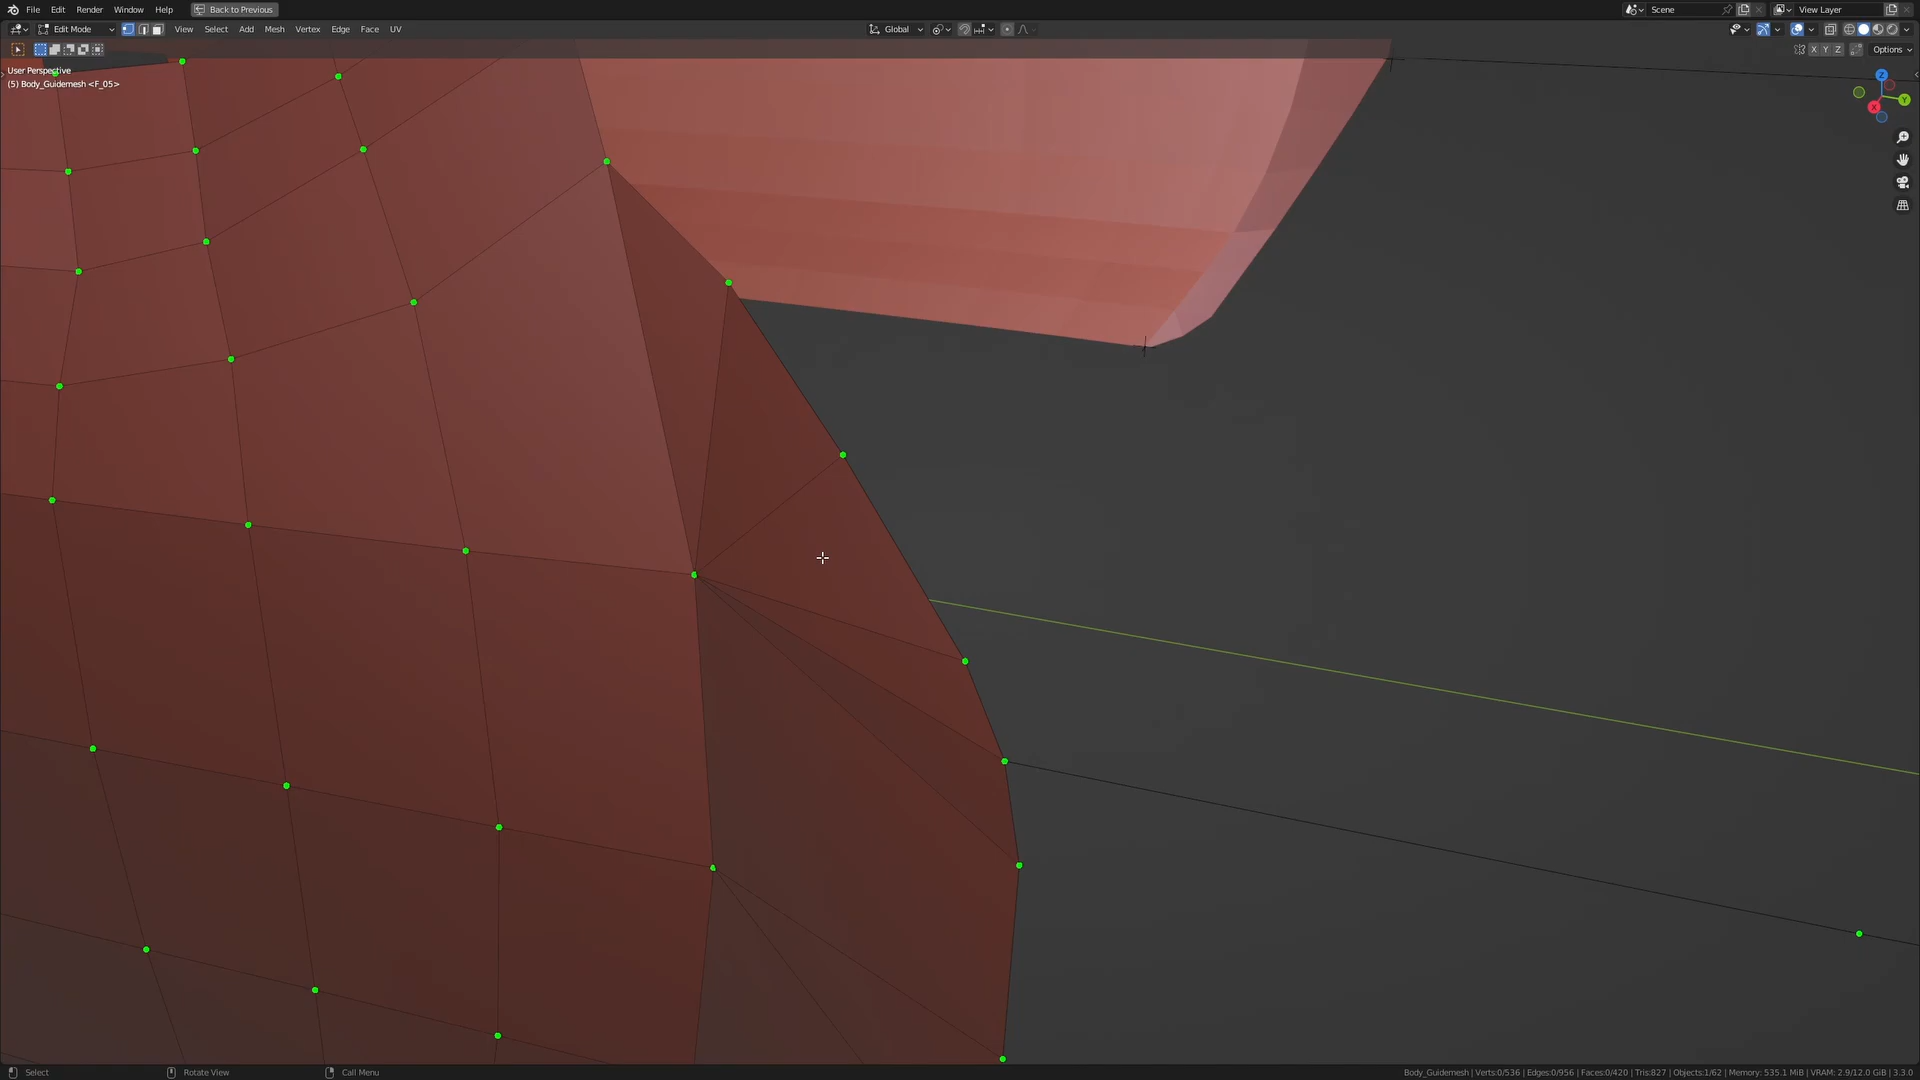 File Edit Render Window Help Back to Previous Scene View Layer
Edit Mode View Select Add Mesh Vertex Edge Face UV Global
X Y Z Options
User Perspective
(5) Body_Guidemesh <F_05>
Z
Y
X
Select Rotate View Call Menu Body_Guidemesh | Verts:0/536 | Edges:0/956 | Faces:0/420 | Tris:827 | Objects:1/62 | Memory: 535.1 MiB | VRAM: 2.9/12.0 GiB | 3.3.0